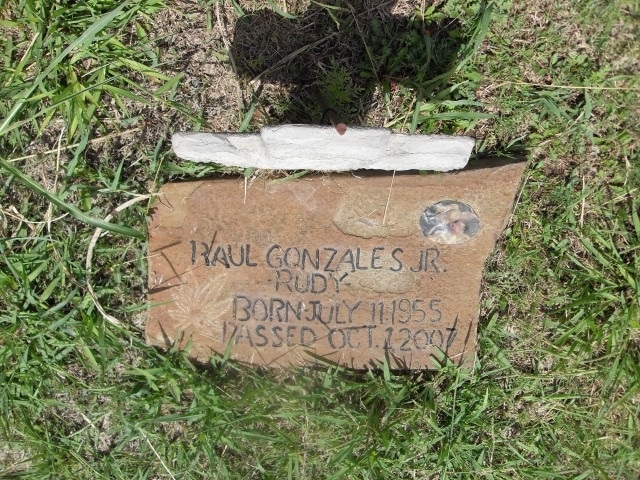 RAUL GONZALES JR.
RUDY
BORN JULY 11, 1955
PASSED OCT. 1 2007